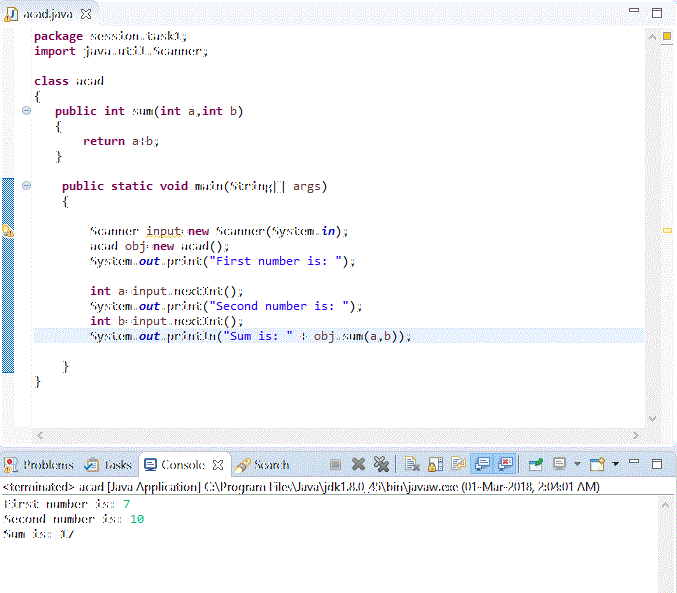 acad.java
package session.task1;
import java.util.Scanner;
class acad
{
public int sum(int a,int b)
{
return a+b;
}
public static void main(String[] args)
{
Scanner input=new Scanner(System.in);
acad obj=new acad();
System.out.print("First number is: ");
int a=input.nextInt();
System.out.print("Second number is: ");
int b=input.nextInt();
System.out.println("Sum is: " + obj.sum(a,b));
}
}
Problems Tasks Console Search
<terminated> acad [Java Application] C:\Program Files\Java\jdk1.8.0_45\bin\javaw.exe (01-Mar-2018, 2:04:01 AM)
First number is: 7
Second number is: 10
Sum is: 17